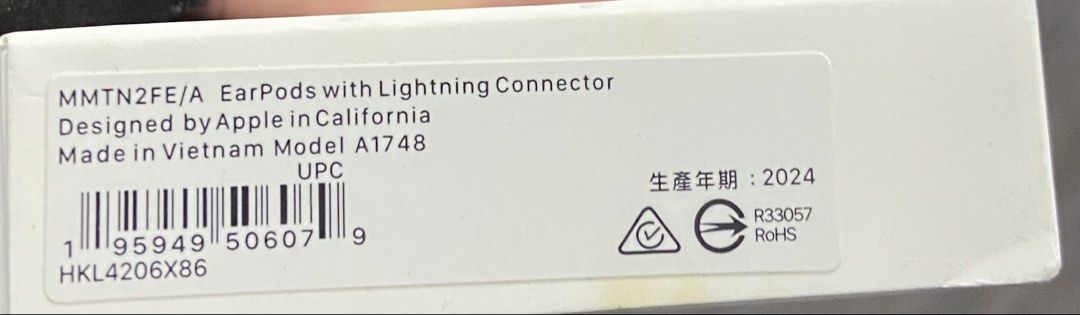 MMTN2FE/A EarPods with Lightning Connector
Designed by Apple in California
Made in Vietnam Model A1748
UPC
1 95949 50607 9
HKL4206X86
生產年期：2024
R33057
RoHS